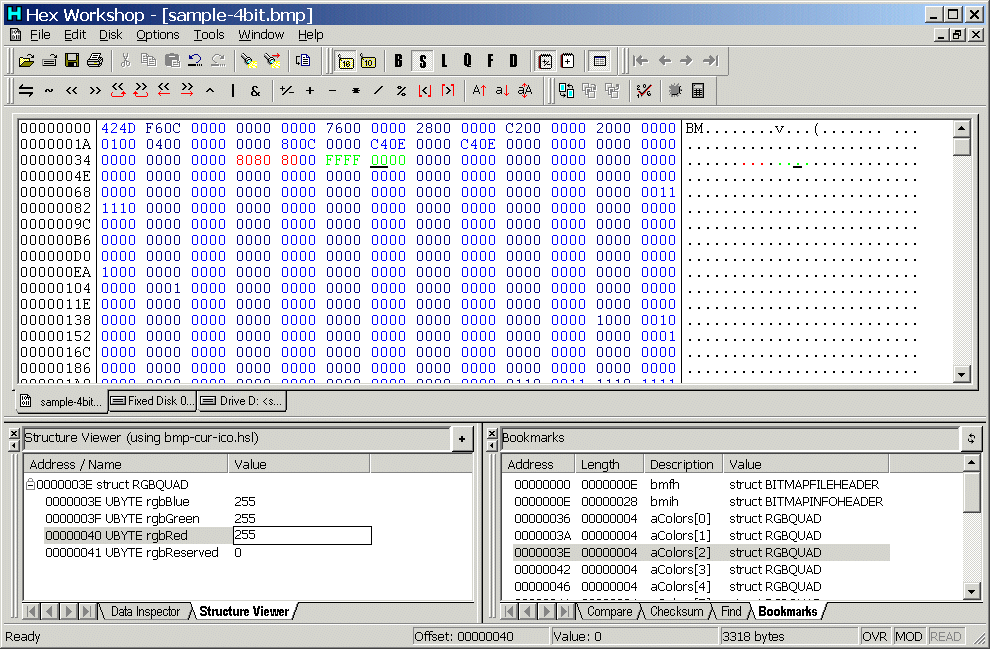 Hex Workshop - [sample-4bit.bmp]
File Edit Disk Options Tools Window Help
16 10 B S L Q F D
00000000 424D F60C 0000 0000 0000 7600 0000 2800 0000 C200 0000 2000 0000 BM........v...(....... ...
0000001A 0100 0400 0000 0000 800C 0000 C40E 0000 C40E 0000 0000 0000 0000 ..........................
00000034 0000 0000 0000 8080 8000 FFFF 0000 0000 0000 0000 0000 0000 0000 ..........................
0000004E 0000 0000 0000 0000 0000 0000 0000 0000 0000 0000 0000 0000 0000 ..........................
00000068 0000 0000 0000 0000 0000 0000 0000 0000 0000 0000 0000 0000 0011 ..........................
00000082 1110 0000 0000 0000 0000 0000 0000 0000 0000 0000 0000 0000 0000 ..........................
0000009C 0000 0000 0000 0000 0000 0000 0000 0000 0000 0000 0000 0000 0000 ..........................
000000B6 0000 0000 0000 0000 0000 0000 0000 0000 0000 0000 0000 0000 0000 ..........................
000000D0 0000 0000 0000 0000 0000 0000 0000 0000 0000 0000 0000 0000 0000 ..........................
000000EA 1000 0000 0000 0000 0000 0000 0000 0000 0000 0000 0000 0000 0000 ..........................
00000104 0000 0001 0000 0000 0000 0000 0000 0000 0000 0000 0000 0000 0000 ..........................
0000011E 0000 0000 0000 0000 0000 0000 0000 0000 0000 0000 0000 0000 0000 ..........................
00000138 0000 0000 0000 0000 0000 0000 0000 0000 0000 0000 0000 1000 0010 ..........................
00000152 0000 0000 0000 0000 0000 0000 0000 0000 0000 0000 0000 0000 0001 ..........................
0000016C 0000 0000 0000 0000 0000 0000 0000 0000 0000 0000 0000 0000 0000 ..........................
00000186 0000 0000 0000 0000 0000 0000 0000 0000 0000 0000 0000 0000 0000 ..........................
sample-4bit... Fixed Disk 0... Drive D: <s...
Structure Viewer (using bmp-cur-ico.hsl)
Address / Name Value
0000003E struct RGBQUAD
0000003E UBYTE rgbBlue 255
0000003F UBYTE rgbGreen 255
00000040 UBYTE rgbRed 255
00000041 UBYTE rgbReserved 0
Data Inspector Structure Viewer
Bookmarks
Address Length Description Value
00000000 0000000E bmfh struct BITMAPFILEHEADER
0000000E 00000028 bmih struct BITMAPINFOHEADER
00000036 00000004 aColors[0] struct RGBQUAD
0000003A 00000004 aColors[1] struct RGBQUAD
0000003E 00000004 aColors[2] struct RGBQUAD
00000042 00000004 aColors[3] struct RGBQUAD
00000046 00000004 aColors[4] struct RGBQUAD
Compare Checksum Find Bookmarks
Ready Offset: 00000040 Value: 0 3318 bytes OVR MOD READ